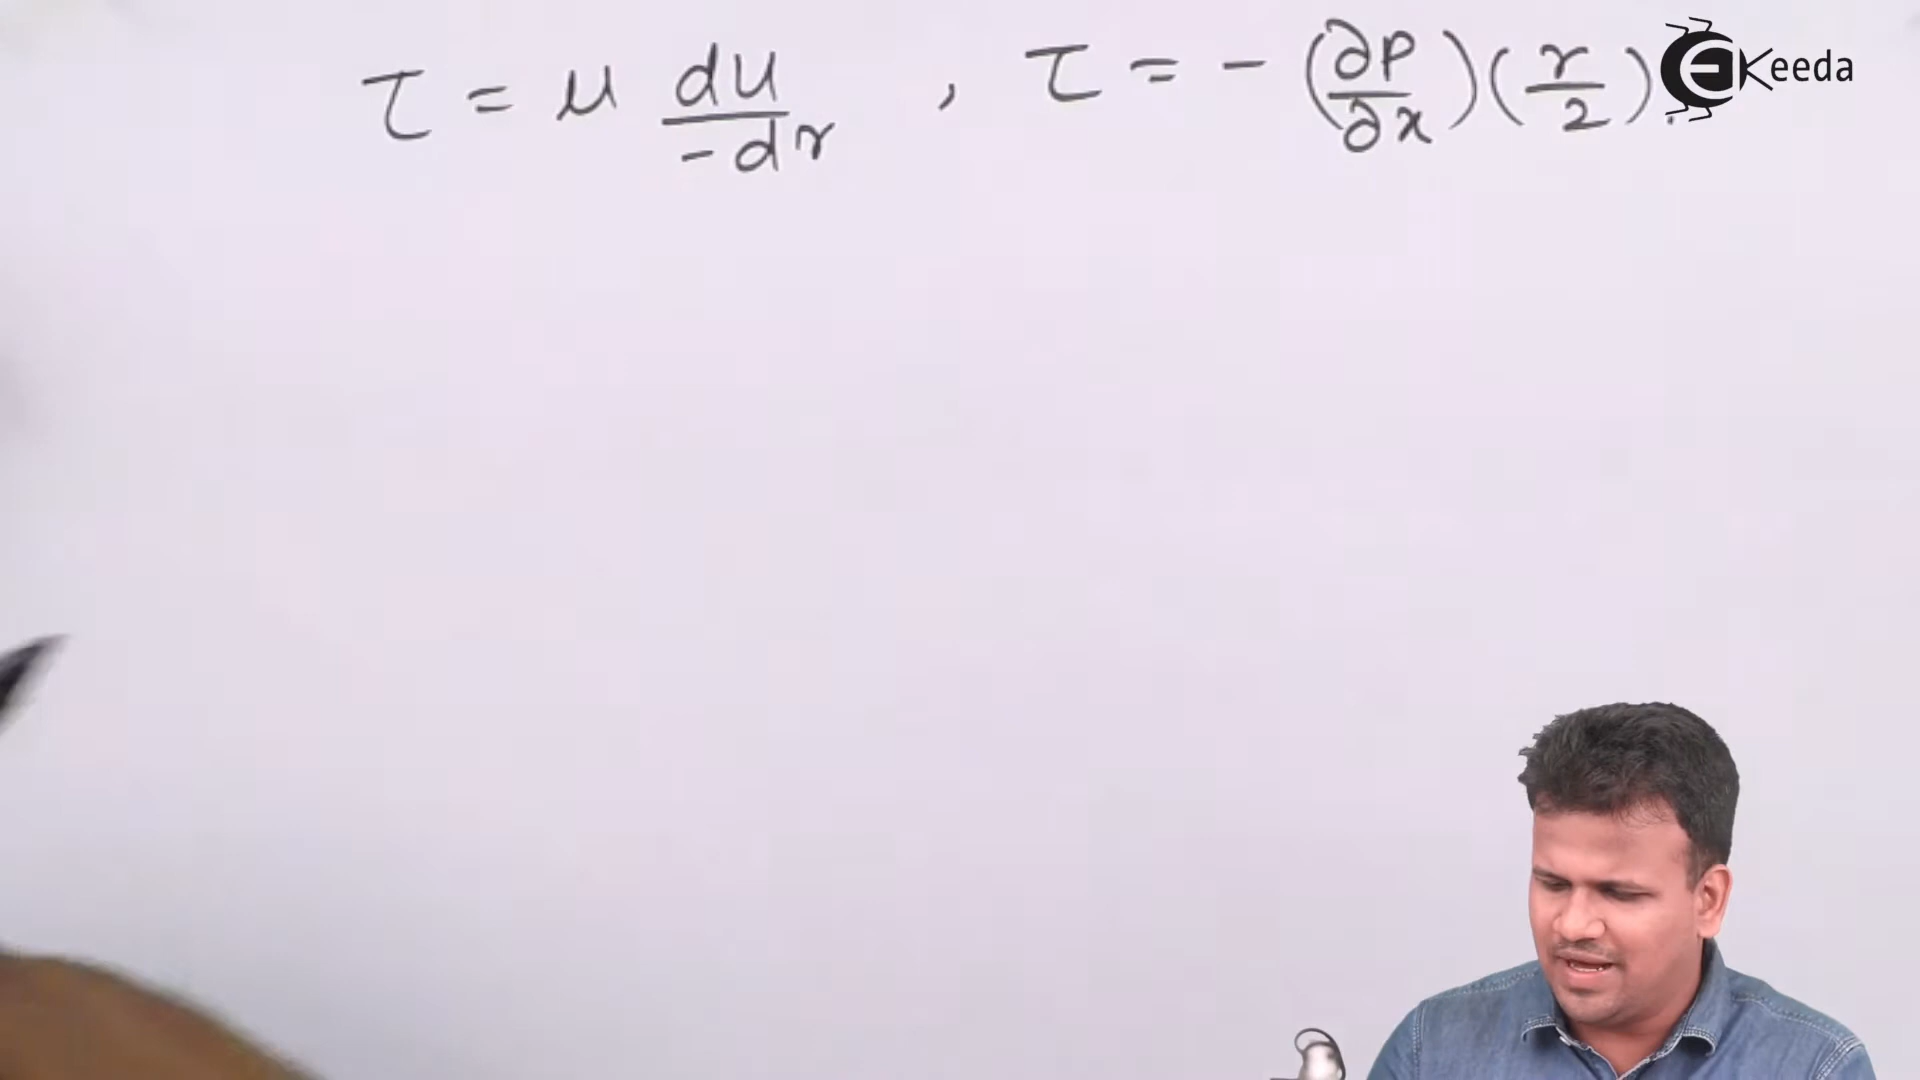 τ = μ du/-dr , τ = - (∂P/∂x) (r/2).
EKeeda